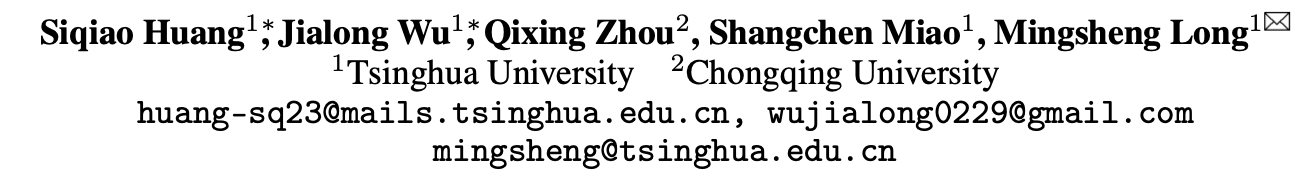 Siqiao Huang¹,*Jialong Wu¹,*Qixing Zhou², Shangchen Miao¹, Mingsheng Long¹✉
¹Tsinghua University ²Chongqing University
huang-sq23@mails.tsinghua.edu.cn, wujialong0229@gmail.com
mingsheng@tsinghua.edu.cn